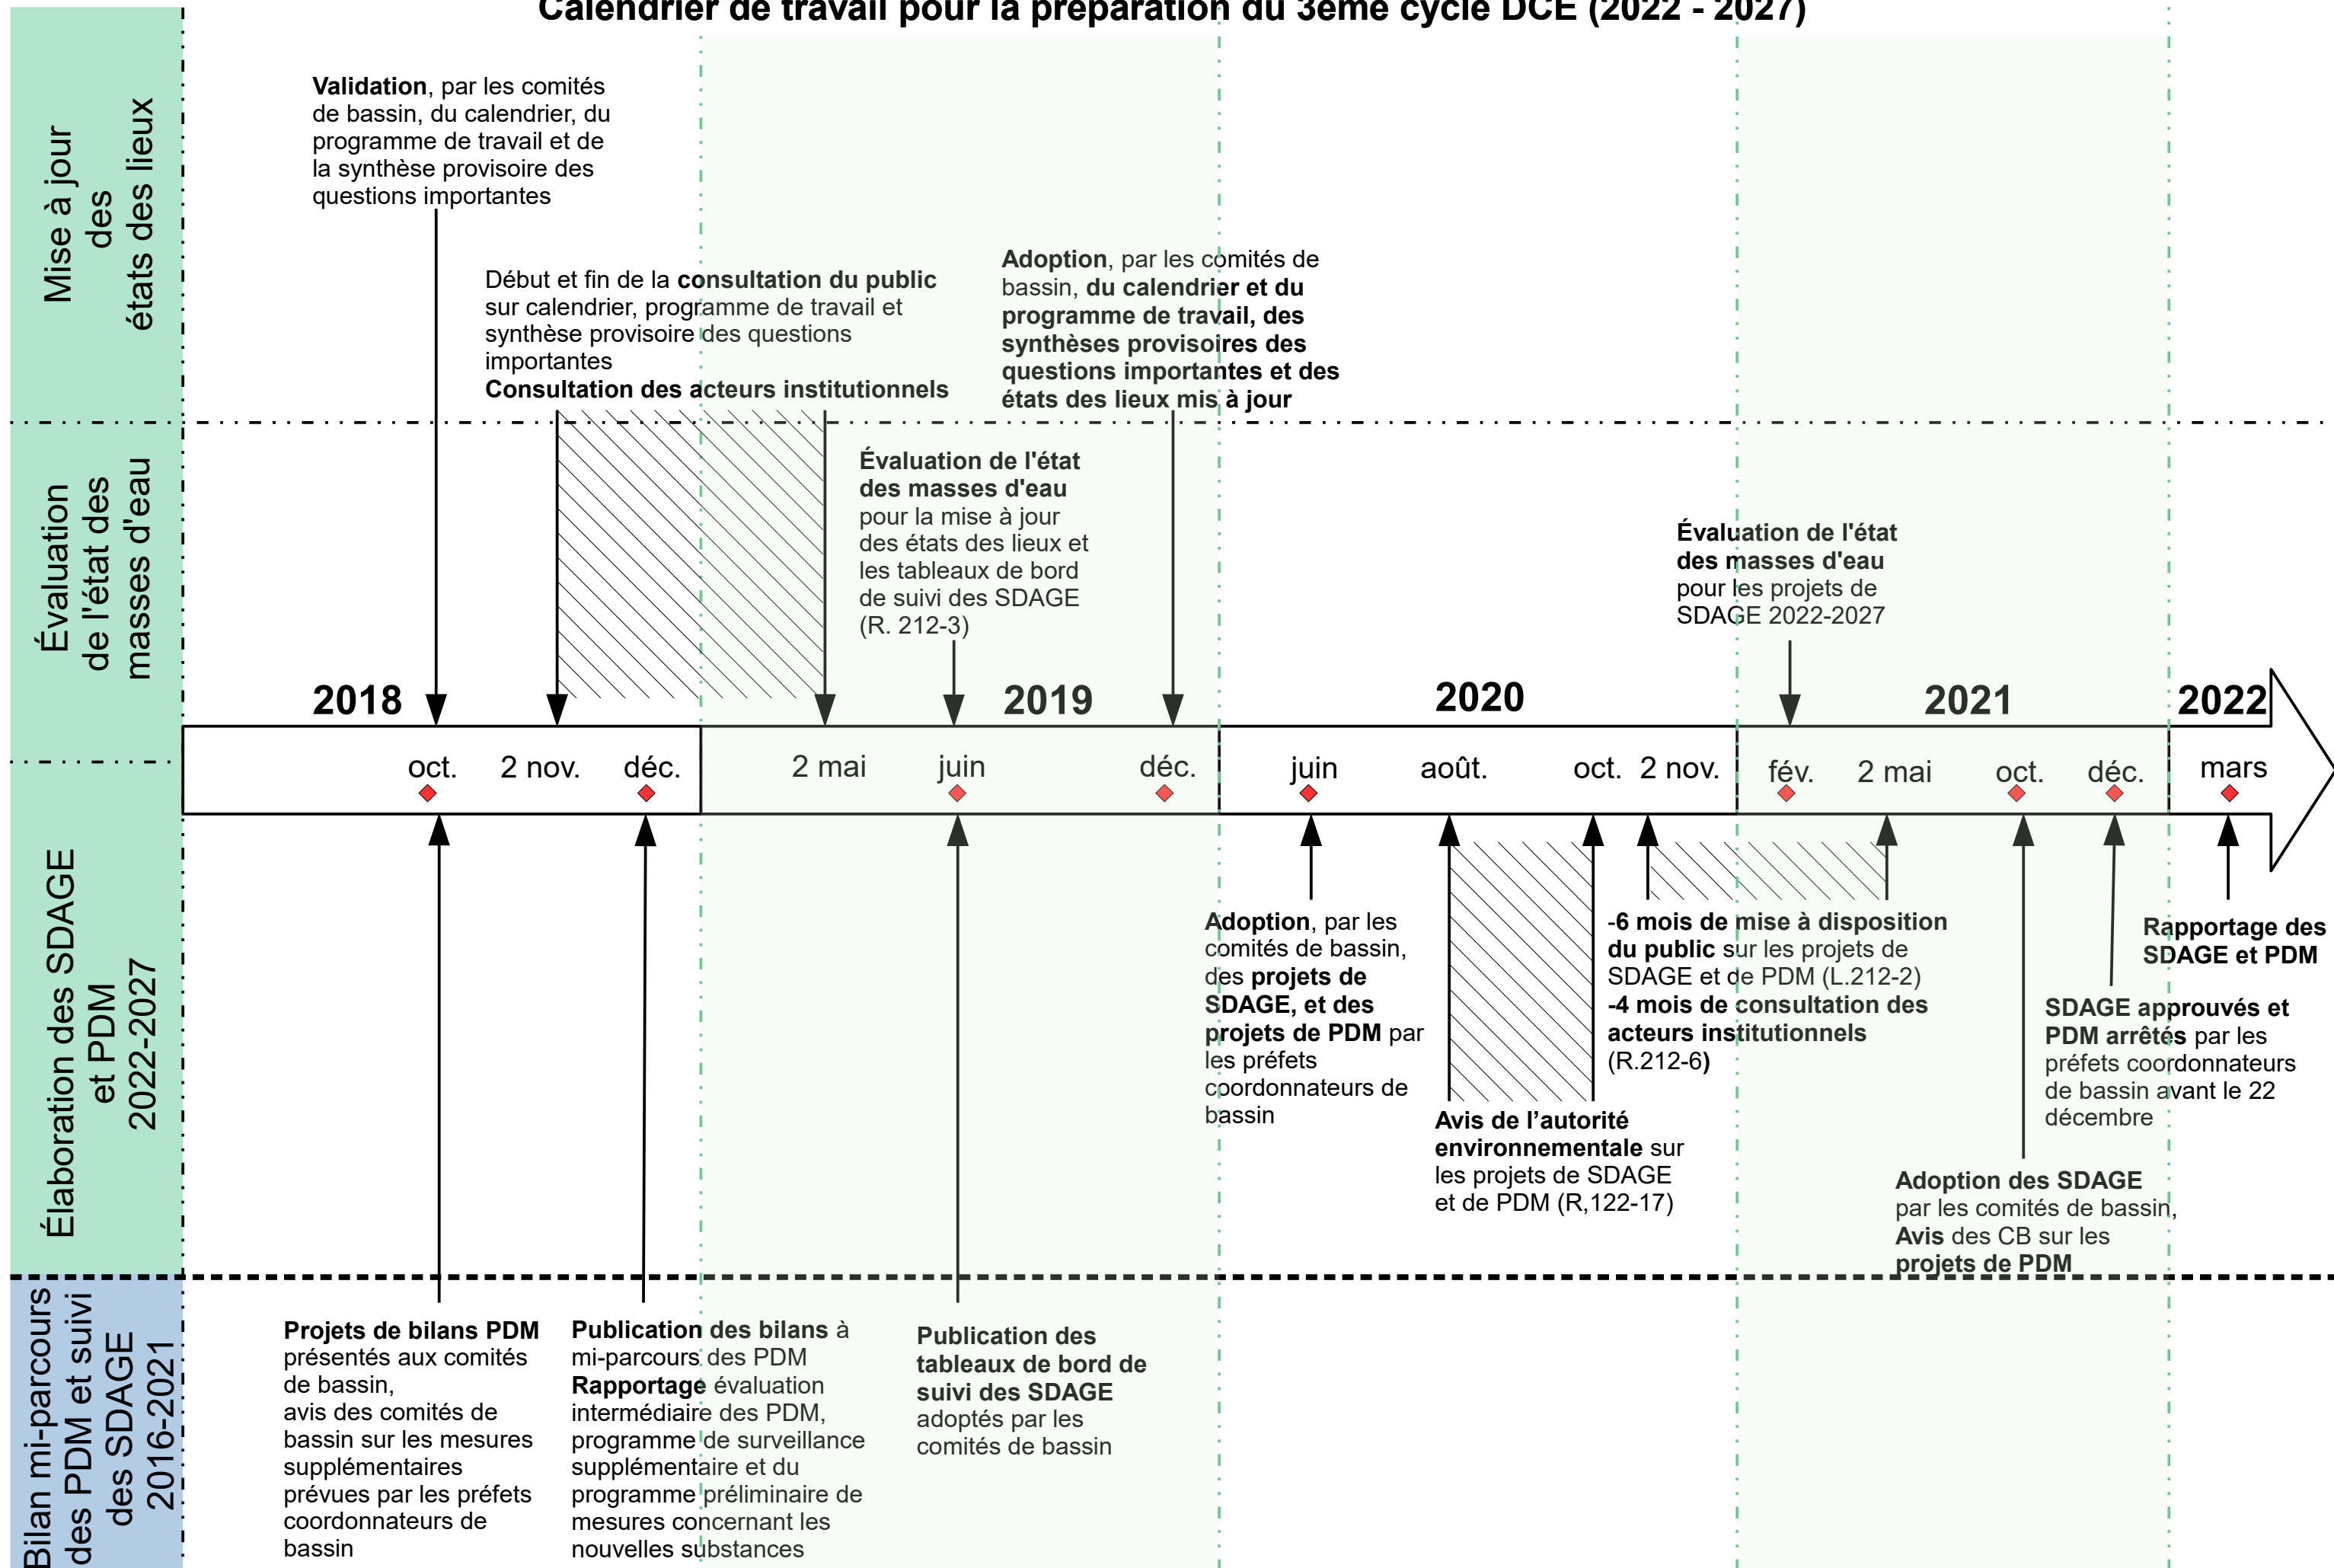 Calendrier de travail pour la préparation du 3ème cycle DCE (2022 - 2027)
Mise à jour
des
états des lieux
Validation, par les comités
de bassin, du calendrier, du
programme de travail et de
la synthèse provisoire des
questions importantes
Début et fin de la consultation du public
sur calendrier, programme de travail et
synthèse provisoire des questions
importantes
Consultation des acteurs institutionnels
Adoption, par les comités de
bassin, du calendrier et du
programme de travail, des
synthèses provisoires des
questions importantes et des
états des lieux mis à jour
Évaluation
de l'état des
masses d'eau
Évaluation de l'état
des masses d'eau
pour la mise à jour
des états des lieux et
les tableaux de bord
de suivi des SDAGE
(R. 212-3)
Évaluation de l'état
des masses d'eau
pour les projets de
SDAGE 2022-2027
2018
2019
2020
2021
2022
oct.
2 nov.
déc.
2 mai
juin
déc.
juin
août.
oct.
2 nov.
fév.
2 mai
oct.
déc.
mars
Élaboration des SDAGE
et PDM
2022-2027
Adoption, par les
comités de bassin,
des projets de
SDAGE, et des
projets de PDM par
les préfets
coordonnateurs de
bassin
Avis de l’autorité
environnementale sur
les projets de SDAGE
et de PDM (R,122-17)
-6 mois de mise à disposition
du public sur les projets de
SDAGE et de PDM (L.212-2)
-4 mois de consultation des
acteurs institutionnels
(R.212-6)
Adoption des SDAGE
par les comités de bassin,
Avis des CB sur les
projets de PDM
SDAGE approuvés et
PDM arrêtés par les
préfets coordonnateurs
de bassin avant le 22
décembre
Rapportage des
SDAGE et PDM
Bilan mi-parcours
des PDM et suivi
des SDAGE
2016-2021
Projets de bilans PDM
présentés aux comités
de bassin,
avis des comités de
bassin sur les mesures
supplémentaires
prévues par les préfets
coordonnateurs de
bassin
Publication des bilans à
mi-parcours des PDM
Rapportage évaluation
intermédiaire des PDM,
programme de surveillance
supplémentaire et du
programme préliminaire de
mesures concernant les
nouvelles substances
Publication des
tableaux de bord de
suivi des SDAGE
adoptés par les
comités de bassin